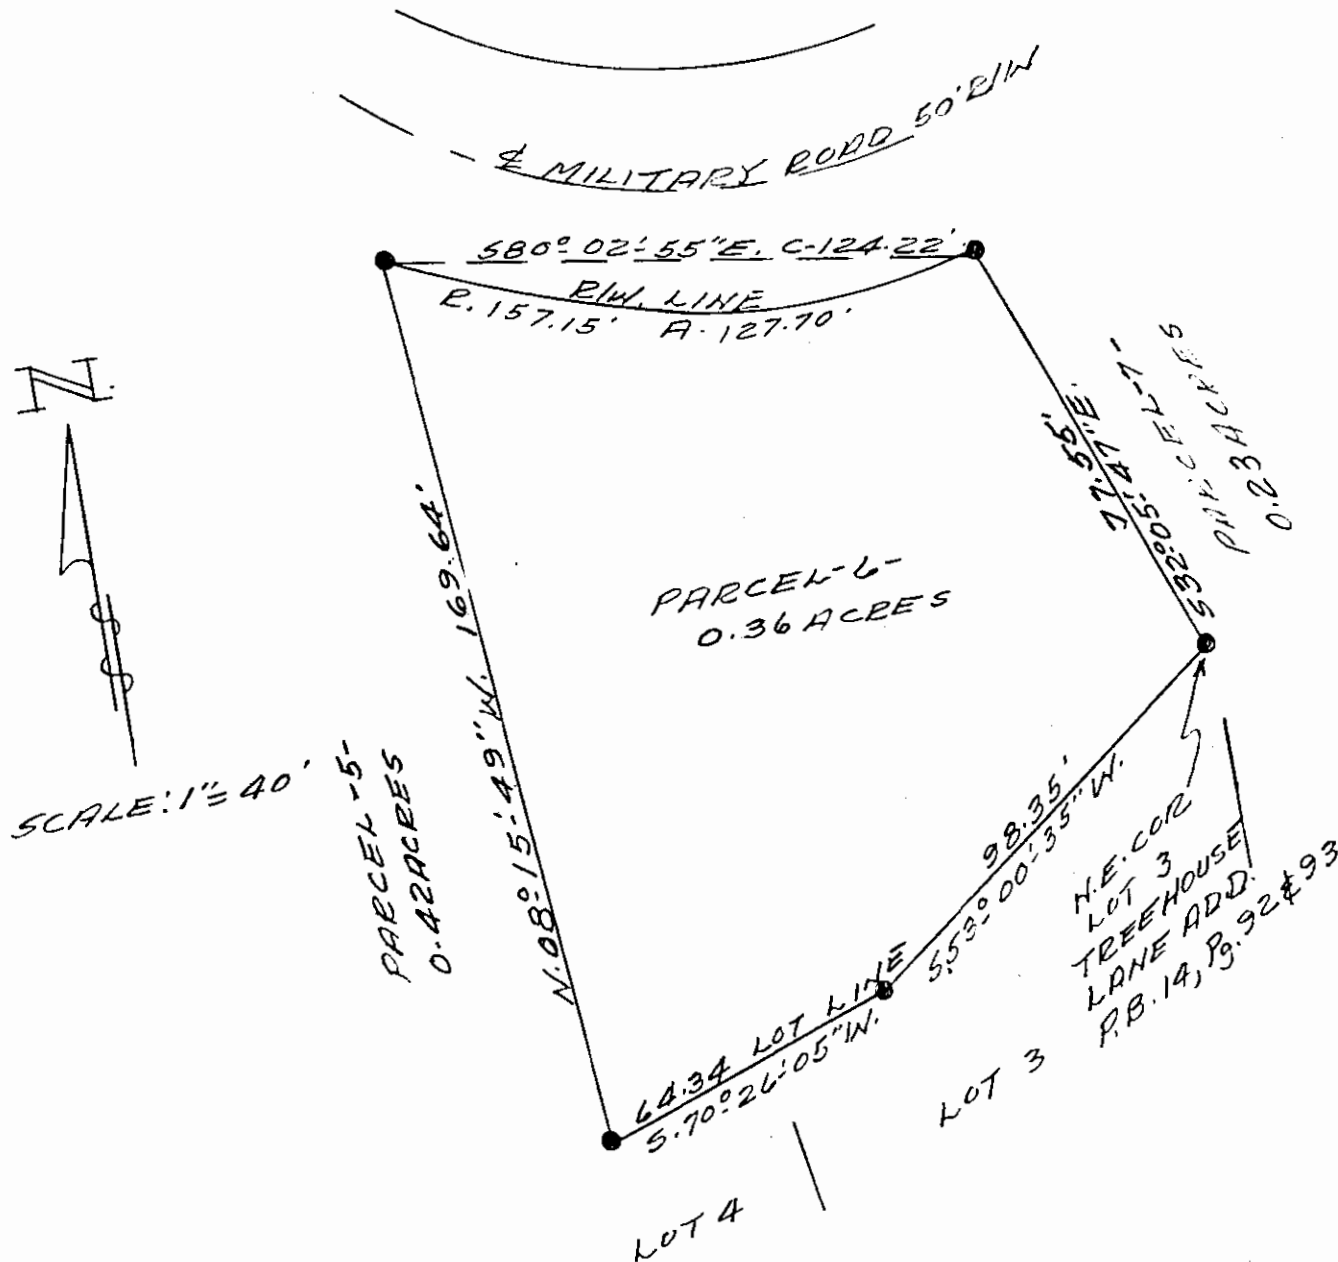 ℄ MILITARY ROAD 50' R/W
S80°-02'-55"E. C-124.22'
R/W. LINE
R.157.15' A-127.70'
N.
77.55'
S32°-05'-47"E.
PARCEL-7-
0.23 ACRES
N.08°-15'-49"W. 169.64'
PARCEL-6-
0.36 ACRES
SCALE: 1"=40'
PARCEL-5-
0.42 ACRES
98.35'
S.53°-00'-35"W.
N.E. COR
LOT 3
TREEHOUSE
LANE ADD.
P.B. 14, Pg. 92 & 93
64.34 LOT LINE
S.70°-26'-05"W.
LOT 3
LOT 4